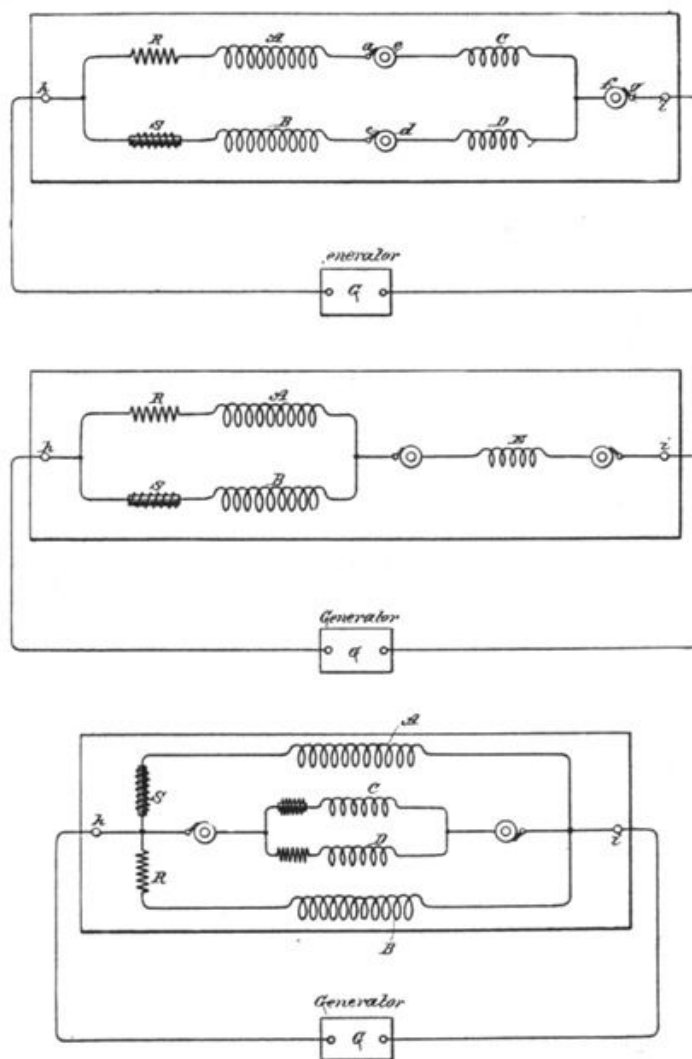 R A a e C
h f g i
S B c d D
enerator
G
R A
h E i
S B
Generator
G
A
S C
h i
R D
B
Generator
G